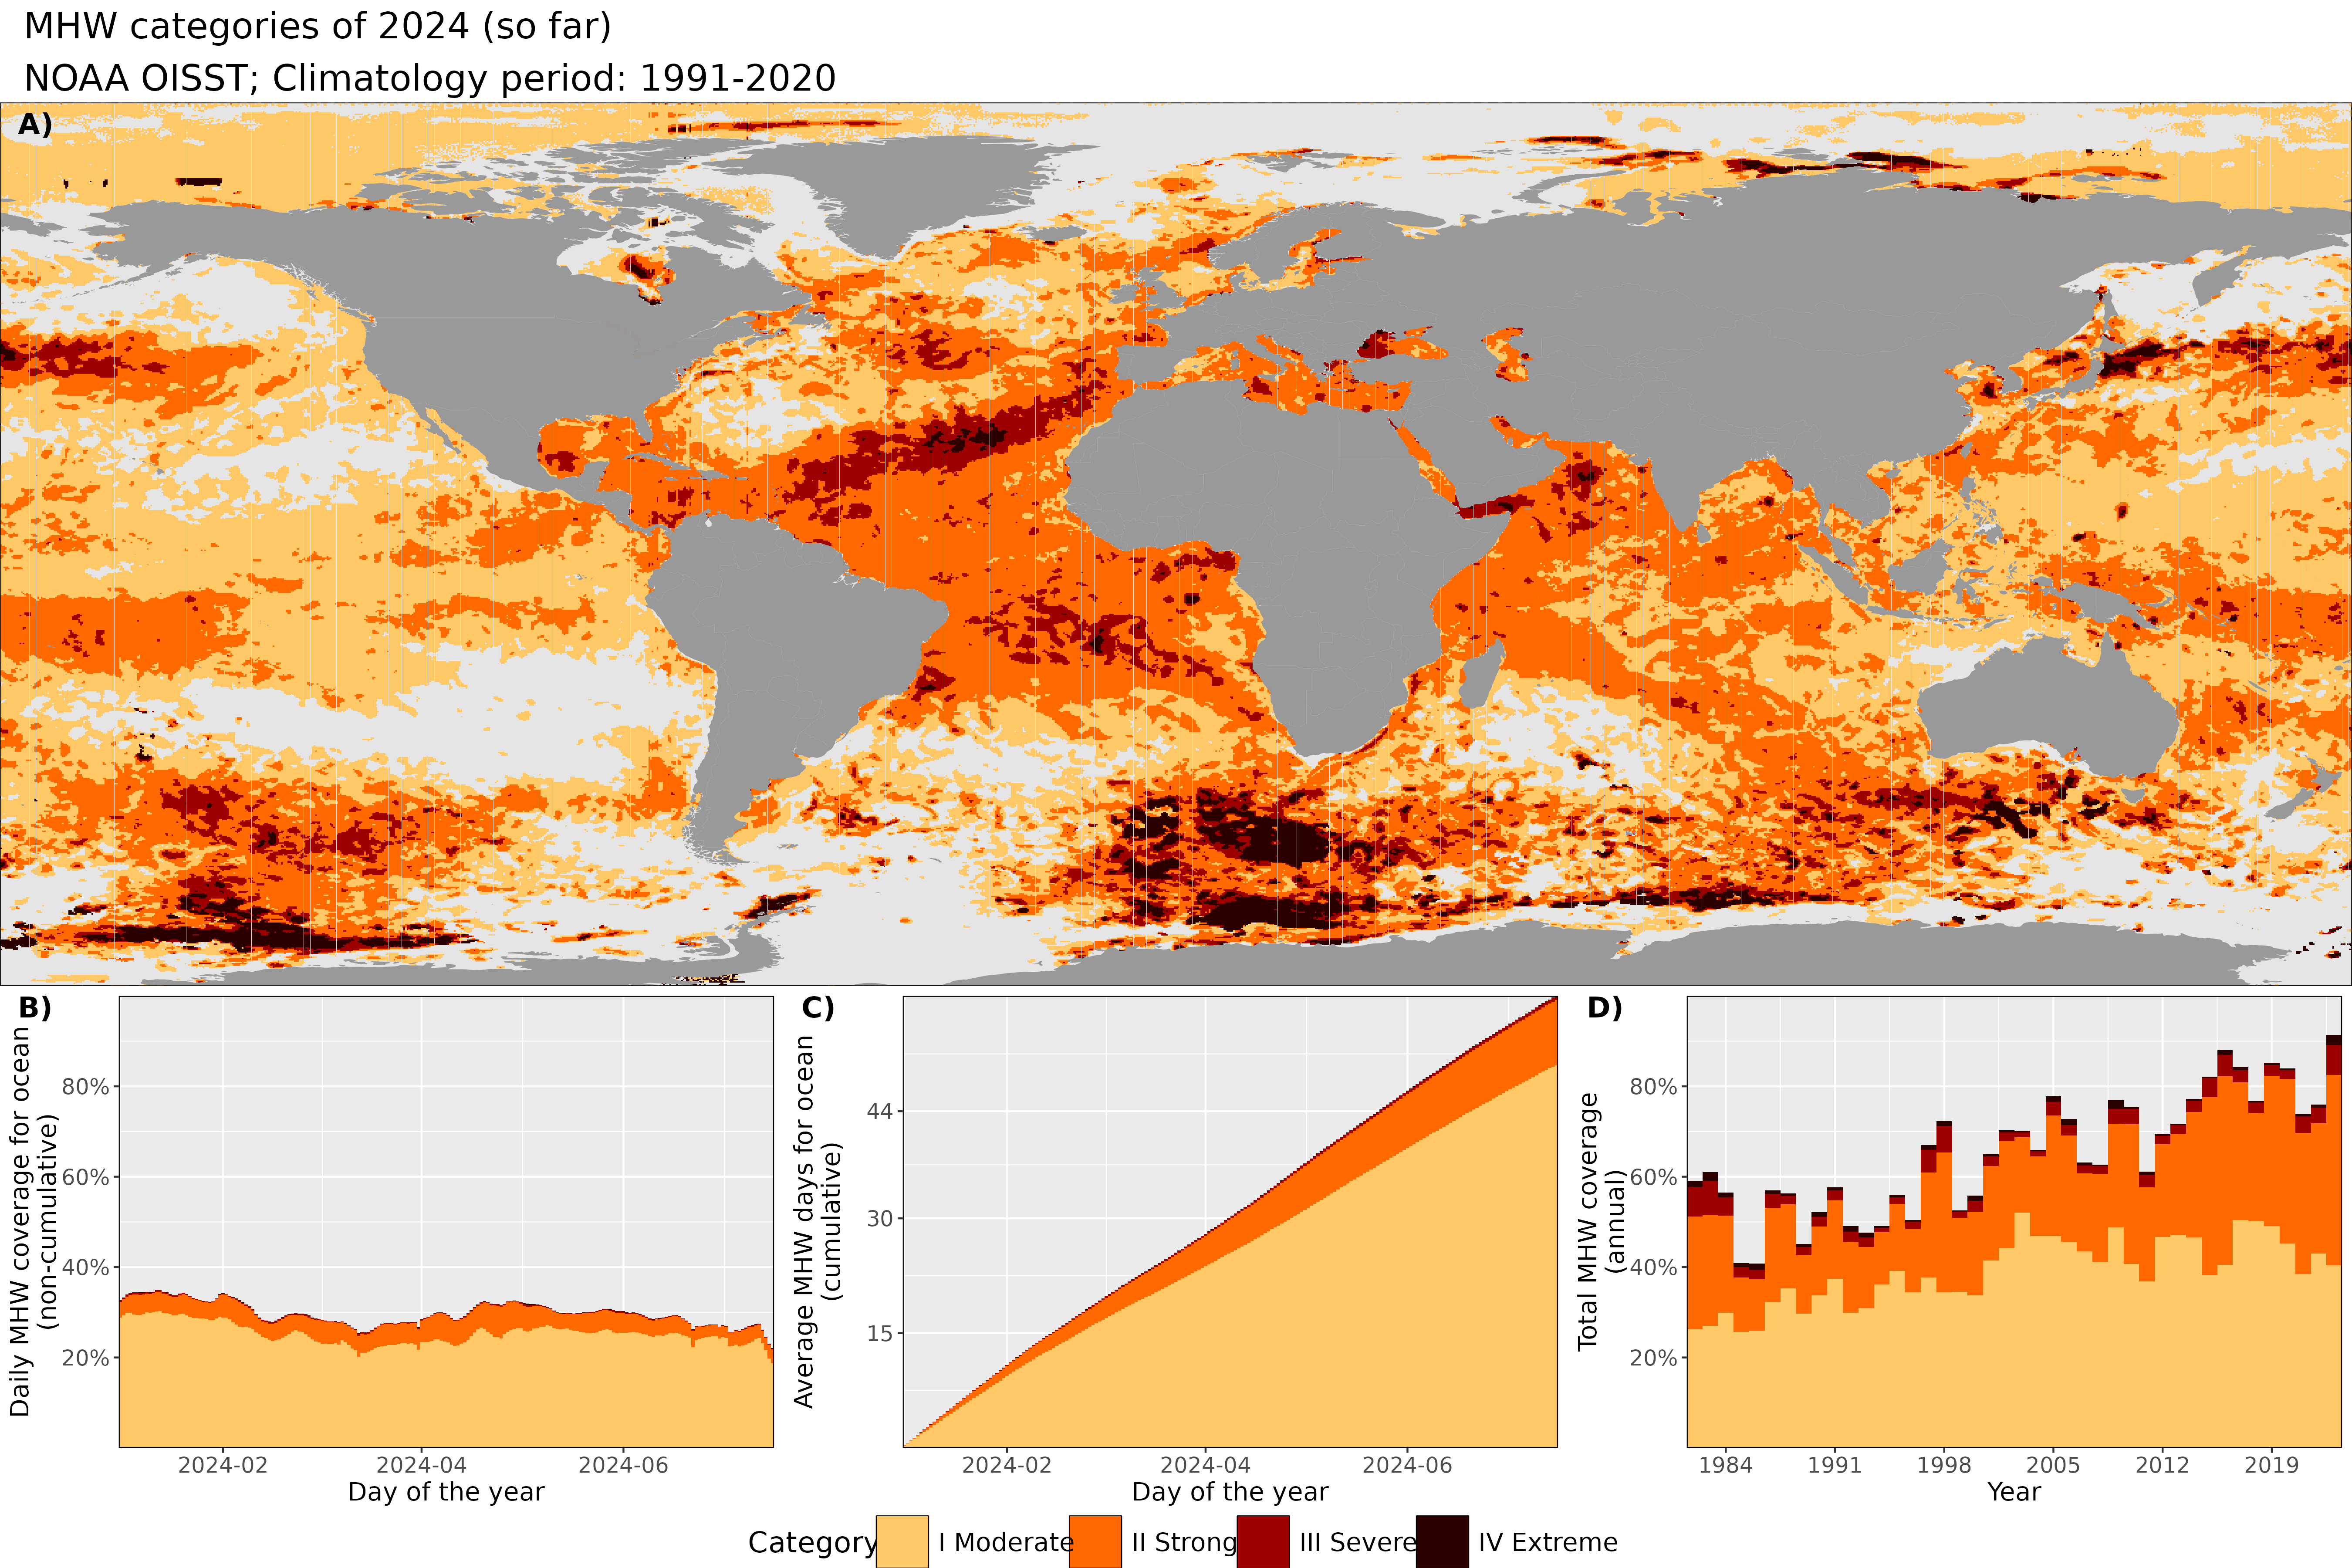 MHW categories of 2024 (so far)
NOAA OISST; Climatology period: 1991-2020
A)
B)
Daily MHW coverage for ocean
(non-cumulative)
80%
60%
40%
20%
2024-02
2024-04
2024-06
Day of the year
C)
Average MHW days for ocean
(cumulative)
44
30
15
2024-02
2024-04
2024-06
Day of the year
D)
Total MHW coverage
(annual)
80%
60%
40%
20%
1984
1991
1998
2005
2012
2019
Year
Category
I Moderate
II Strong
III Severe
IV Extreme